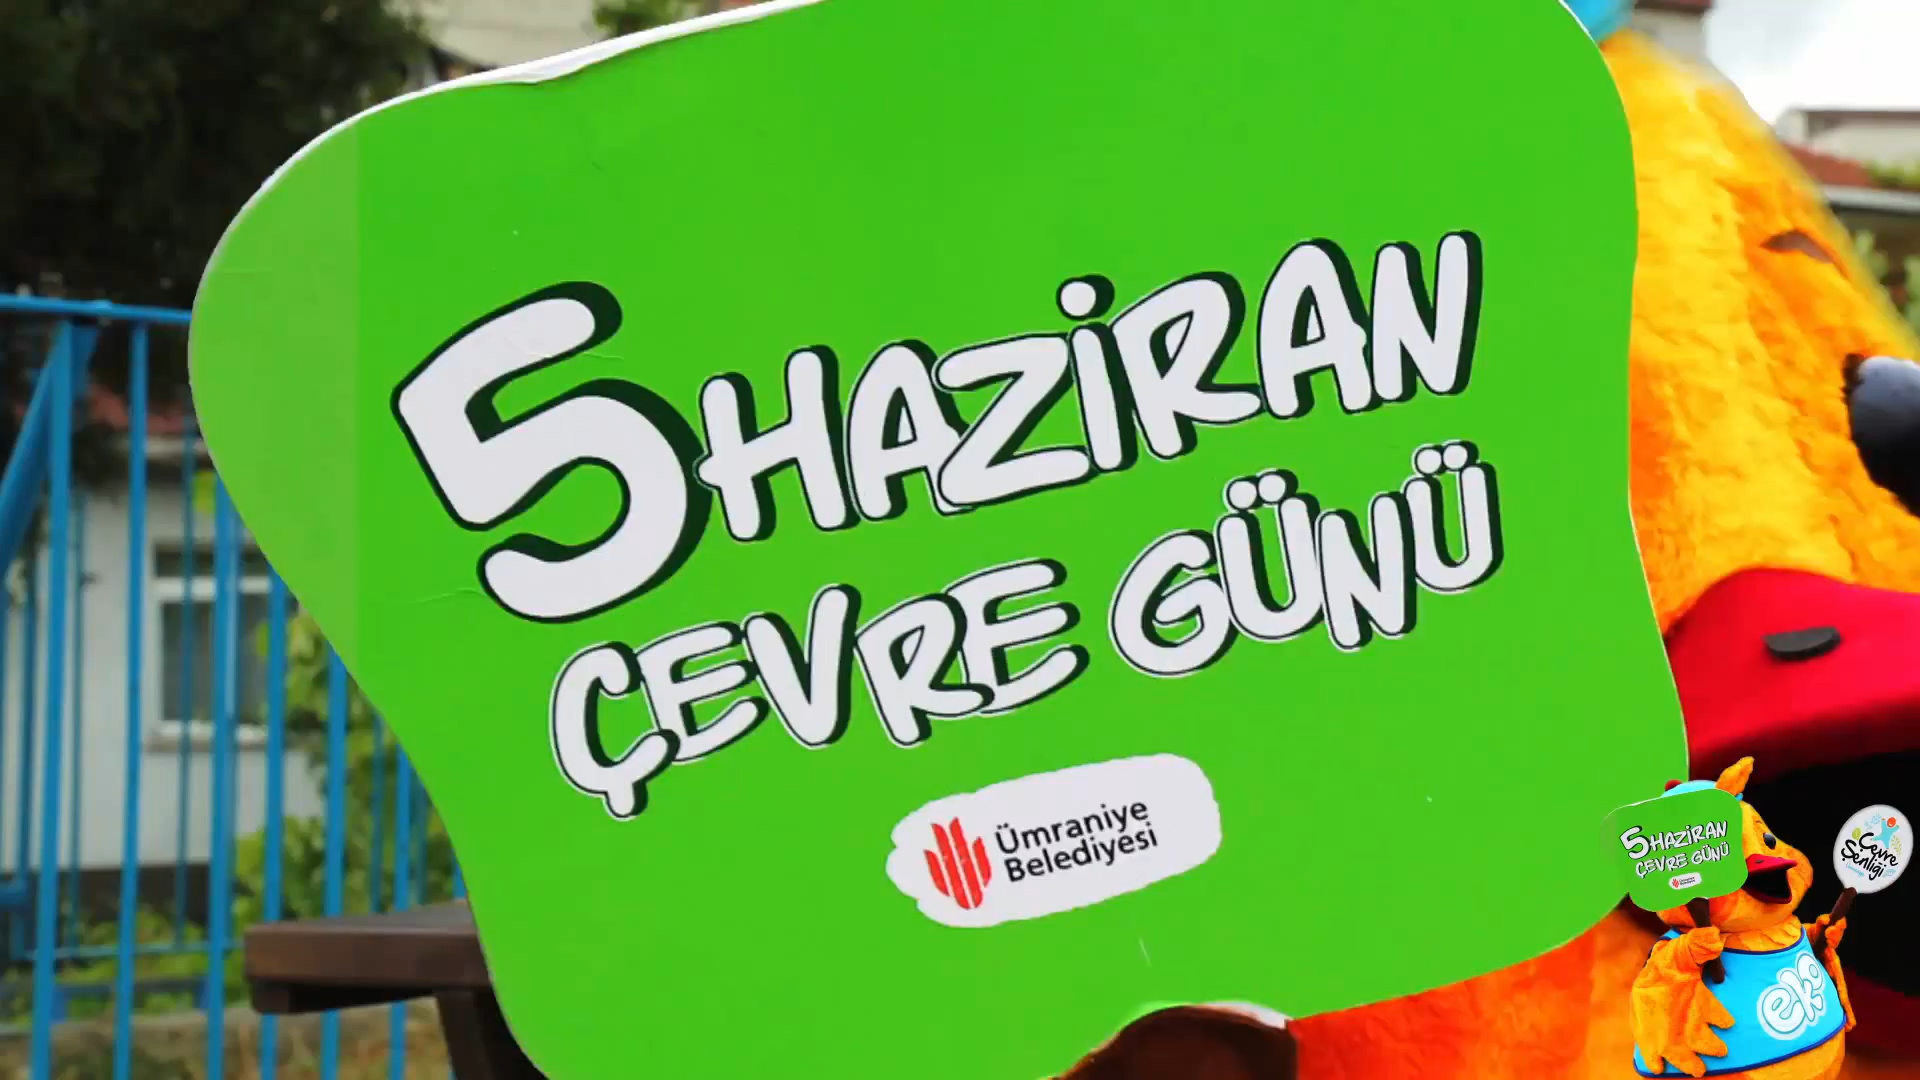 5 HAZİRAN
ÇEVRE GÜNÜ
Ümraniye
Belediyesi
5 HAZİRAN
ÇEVRE GÜNÜ
Çevre
Şenliği
eko